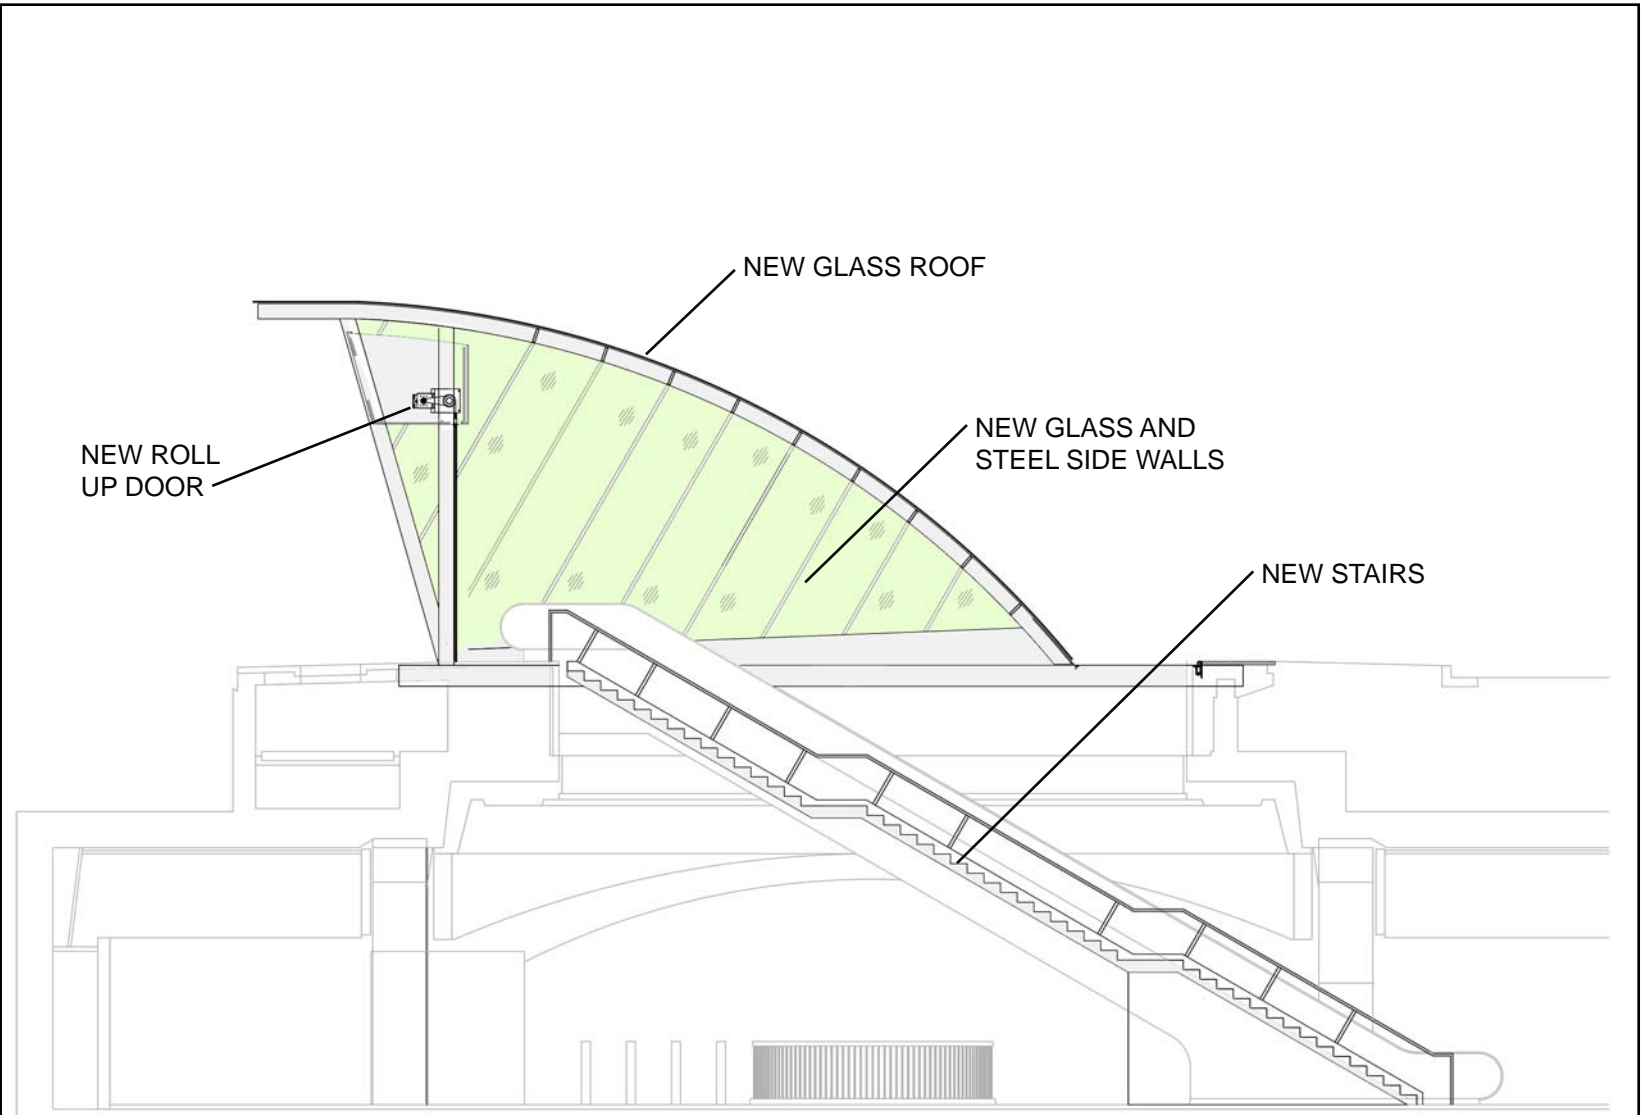 NEW GLASS ROOF
NEW GLASS AND
STEEL SIDE WALLS
NEW ROLL
UP DOOR
NEW STAIRS